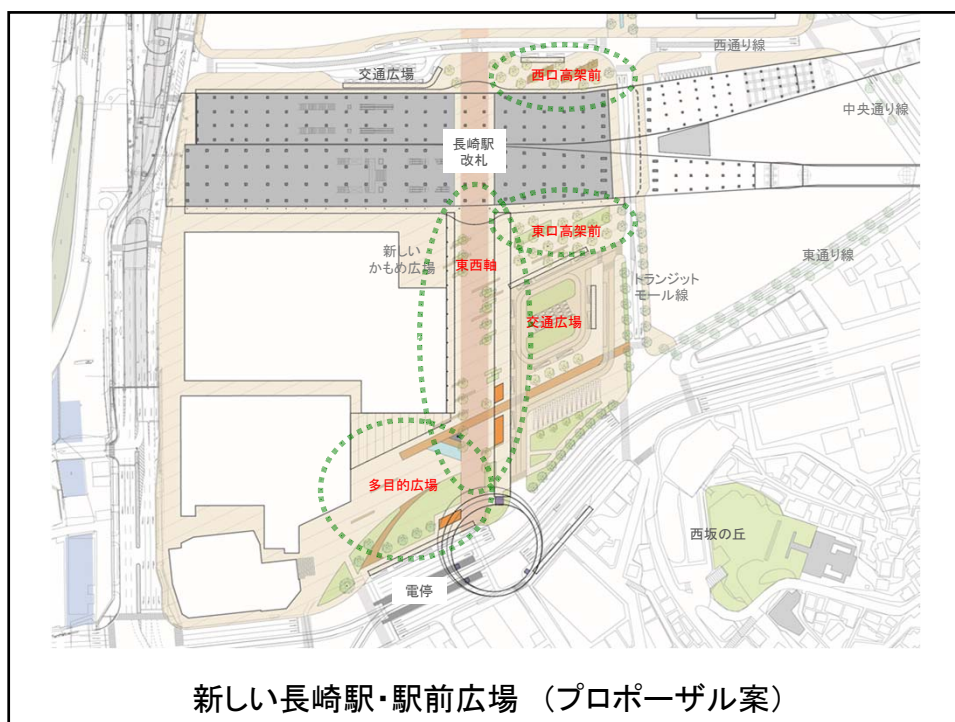 西通り線
交通広場
西口高架前
中央通り線
長崎駅
改札
東口高架前
新しい
かもめ広場
東西軸
東通り線
トランジット
モール線
交通広場
多目的広場
西坂の丘
電停
新しい長崎駅・駅前広場 （プロポーザル案）